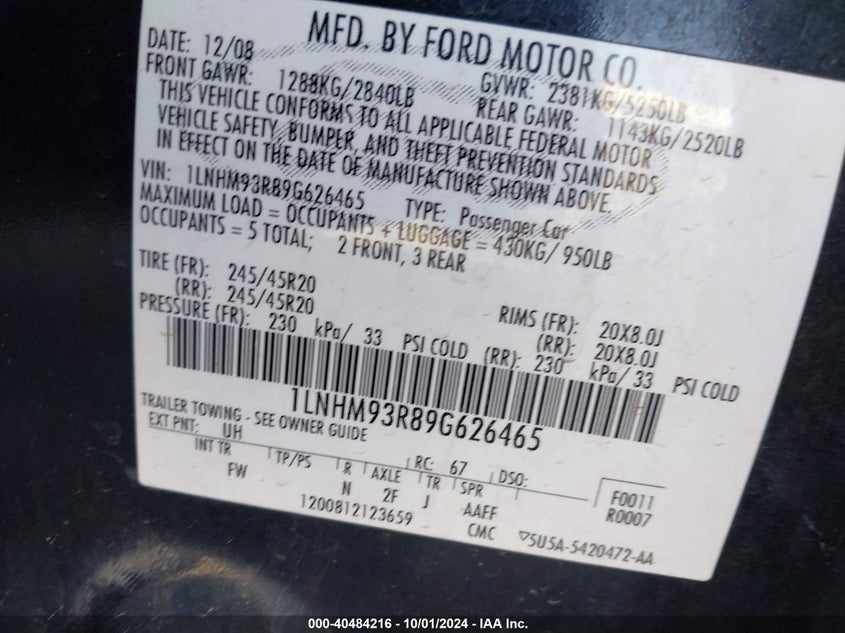 MFD. BY FORD MOTOR CO.
DATE: 12/08 GVWR: 2381KG/5250LB
FRONT GAWR: 1288KG/2840LB REAR GAWR: 1143KG/2520LB
THIS VEHICLE CONFORMS TO ALL APPLICABLE FEDERAL MOTOR
VEHICLE SAFETY, BUMPER, AND THEFT PREVENTION STANDARDS
IN EFFECT ON THE DATE OF MANUFACTURE SHOWN ABOVE.
VIN: 1LNHM93R89G626465 TYPE: Passenger Car
MAXIMUM LOAD = OCCUPANTS + LUGGAGE = 430KG/ 950LB
OCCUPANTS = 5 TOTAL; 2 FRONT, 3 REAR
TIRE (FR): 245/45R20 RIMS (FR): 20X8.0J
(RR): 245/45R20 (RR): 20X8.0J
PRESSURE (FR): 230 kPa/ 33 PSI COLD (RR): 230 kPa/ 33 PSI COLD
1LNHM93R89G626465
TRAILER TOWING - SEE OWNER GUIDE
EXT PNT: UH RC: 67 DSO: F0011
INT TR TP/PS R AXLE TR SPR R0007
FW N 2F J AAFF
1200812123659 CMC ▽5U5A-5420472-AA
000-40484216 - 10/01/2024 - IAA Inc.